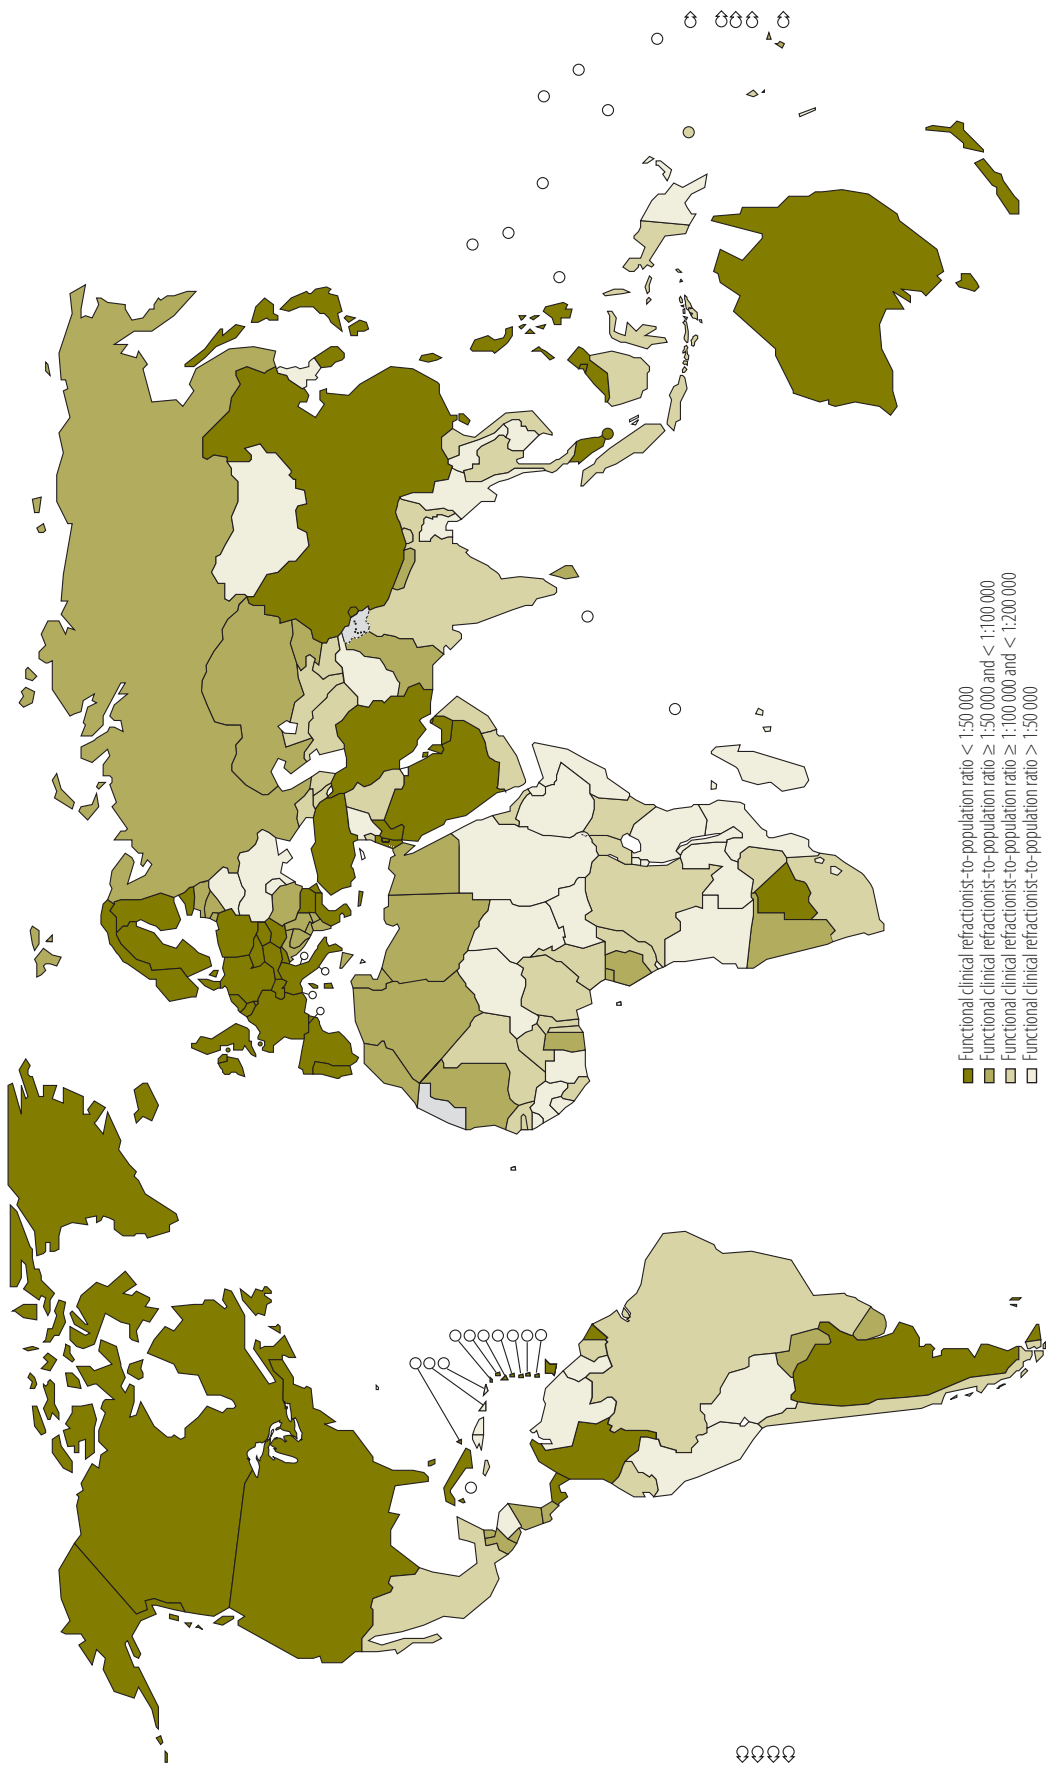 Functional clinical refractionist-to-population ratio < 1:50 000
Functional clinical refractionist-to-population ratio ≥ 1:50 000 and < 1:100 000
Functional clinical refractionist-to-population ratio ≥ 1:100 000 and < 1:200 000
Functional clinical refractionist-to-population ratio > 1:50 000